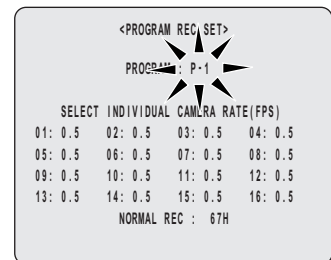 <PROGRAM REC SET>
PROGRAM : P-1
SELECT INDIVIDUAL CAMERA RATE(FPS)
01: 0.5 02: 0.5 03: 0.5 04: 0.5
05: 0.5 06: 0.5 07: 0.5 08: 0.5
09: 0.5 10: 0.5 11: 0.5 12: 0.5
13: 0.5 14: 0.5 15: 0.5 16: 0.5
NORMAL REC : 67H